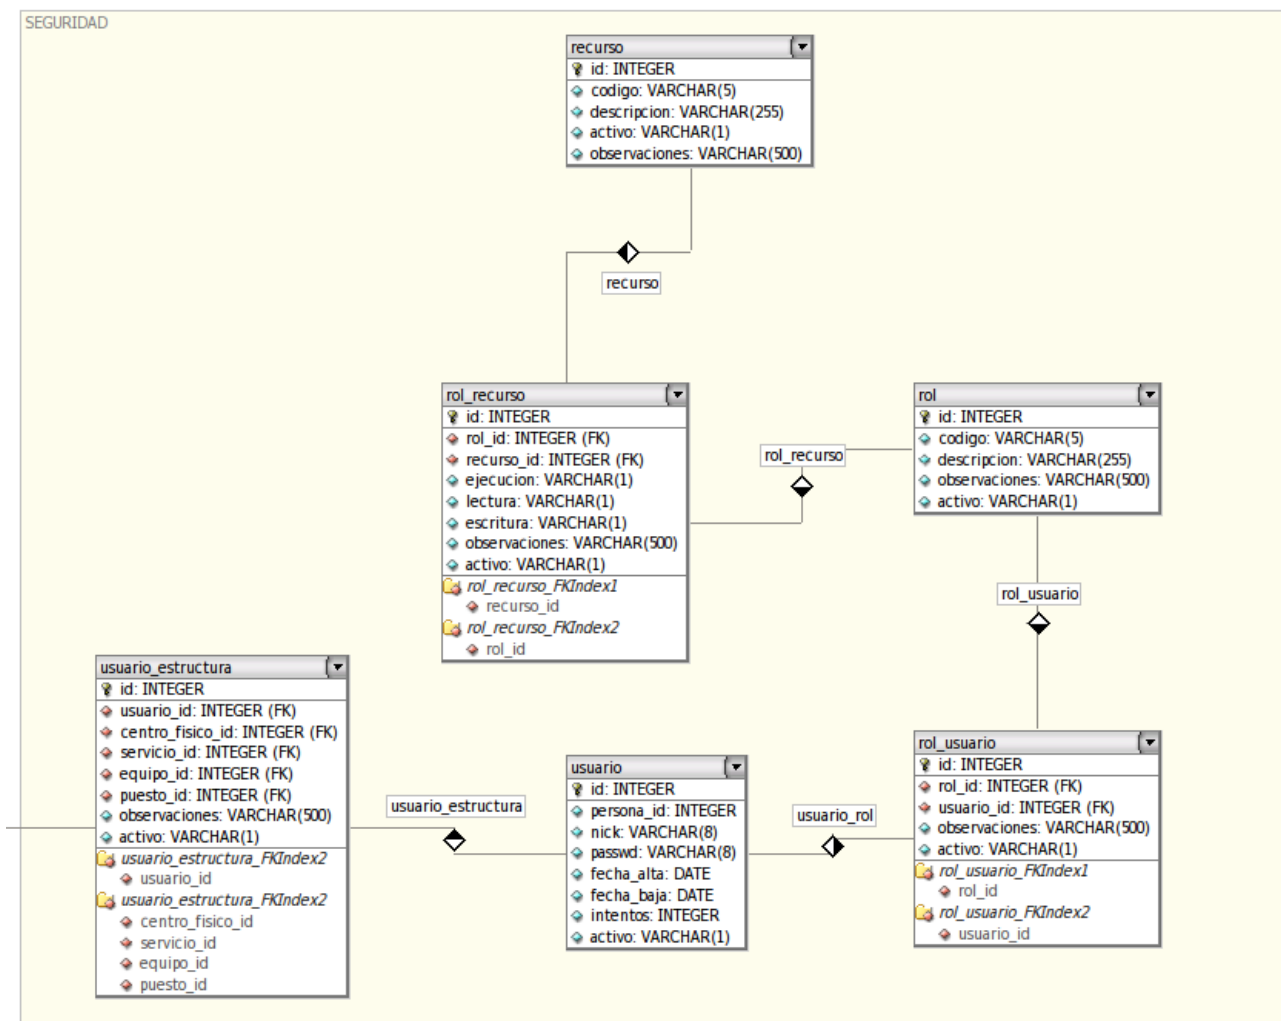 SEGURIDAD
recurso
id: INTEGER
codigo: VARCHAR(5)
descripcion: VARCHAR(255)
activo: VARCHAR(1)
observaciones: VARCHAR(500)
recurso
rol_recurso
id: INTEGER
rol_id: INTEGER (FK)
recurso_id: INTEGER (FK)
ejecucion: VARCHAR(1)
lectura: VARCHAR(1)
escritura: VARCHAR(1)
observaciones: VARCHAR(500)
activo: VARCHAR(1)
rol_recurso_FKIndex1
recurso_id
rol_recurso_FKIndex2
rol_id
rol_recurso
rol
id: INTEGER
codigo: VARCHAR(5)
descripcion: VARCHAR(255)
observaciones: VARCHAR(500)
activo: VARCHAR(1)
rol_usuario
usuario_estructura
id: INTEGER
usuario_id: INTEGER (FK)
centro_fisico_id: INTEGER (FK)
servicio_id: INTEGER (FK)
equipo_id: INTEGER (FK)
puesto_id: INTEGER (FK)
observaciones: VARCHAR(500)
activo: VARCHAR(1)
usuario_estructura_FKIndex2
usuario_id
usuario_estructura_FKIndex2
centro_fisico_id
servicio_id
equipo_id
puesto_id
usuario_estructura
usuario
id: INTEGER
persona_id: INTEGER
nick: VARCHAR(8)
passwd: VARCHAR(8)
fecha_alta: DATE
fecha_baja: DATE
intentos: INTEGER
activo: VARCHAR(1)
usuario_rol
rol_usuario
id: INTEGER
rol_id: INTEGER (FK)
usuario_id: INTEGER (FK)
observaciones: VARCHAR(500)
activo: VARCHAR(1)
rol_usuario_FKIndex1
rol_id
rol_usuario_FKIndex2
usuario_id